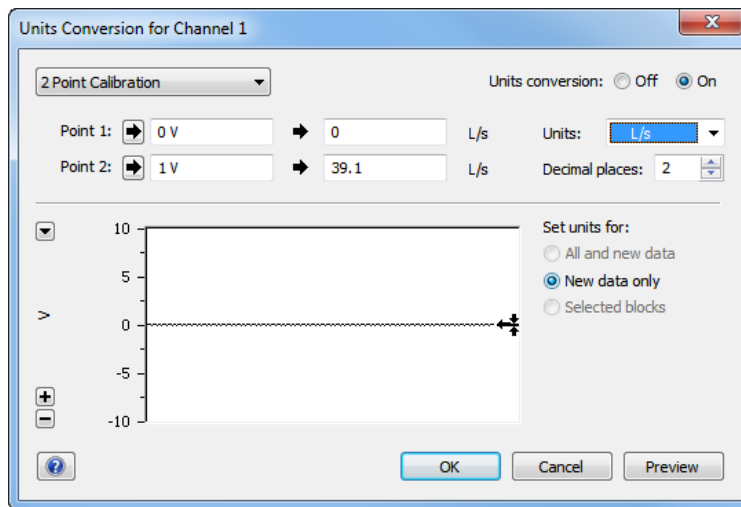 Units Conversion for Channel 1
2 Point Calibration
Units conversion: Off On
Point 1: 0 V 0 L/s Units: L/s
Point 2: 1 V 39.1 L/s Decimal places: 2
Set units for:
All and new data
New data only
Selected blocks
10
5
0
-5
-10
V
OK Cancel Preview